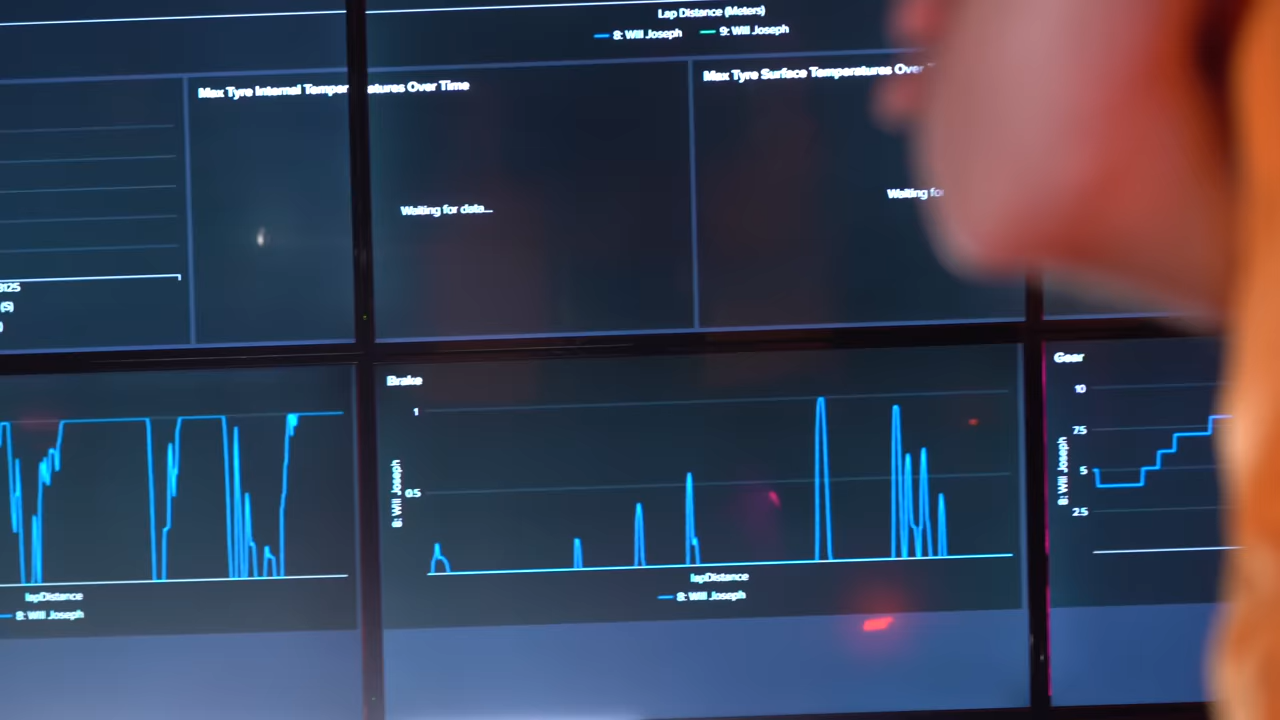 Lap Distance (Meters)
8: Will Joseph 9: Will Joseph
Max Tyre Internal Temperatures Over Time
Max Tyre Surface Temperatures Over
Waiting for data...
Waiting for
3125
(S)
)
lapDistance
8: Will Joseph
Brake
1
0.5
8: Will Joseph
lapDistance
8: Will Joseph
Gear
10
7.5
5
2.5
8: Will Joseph